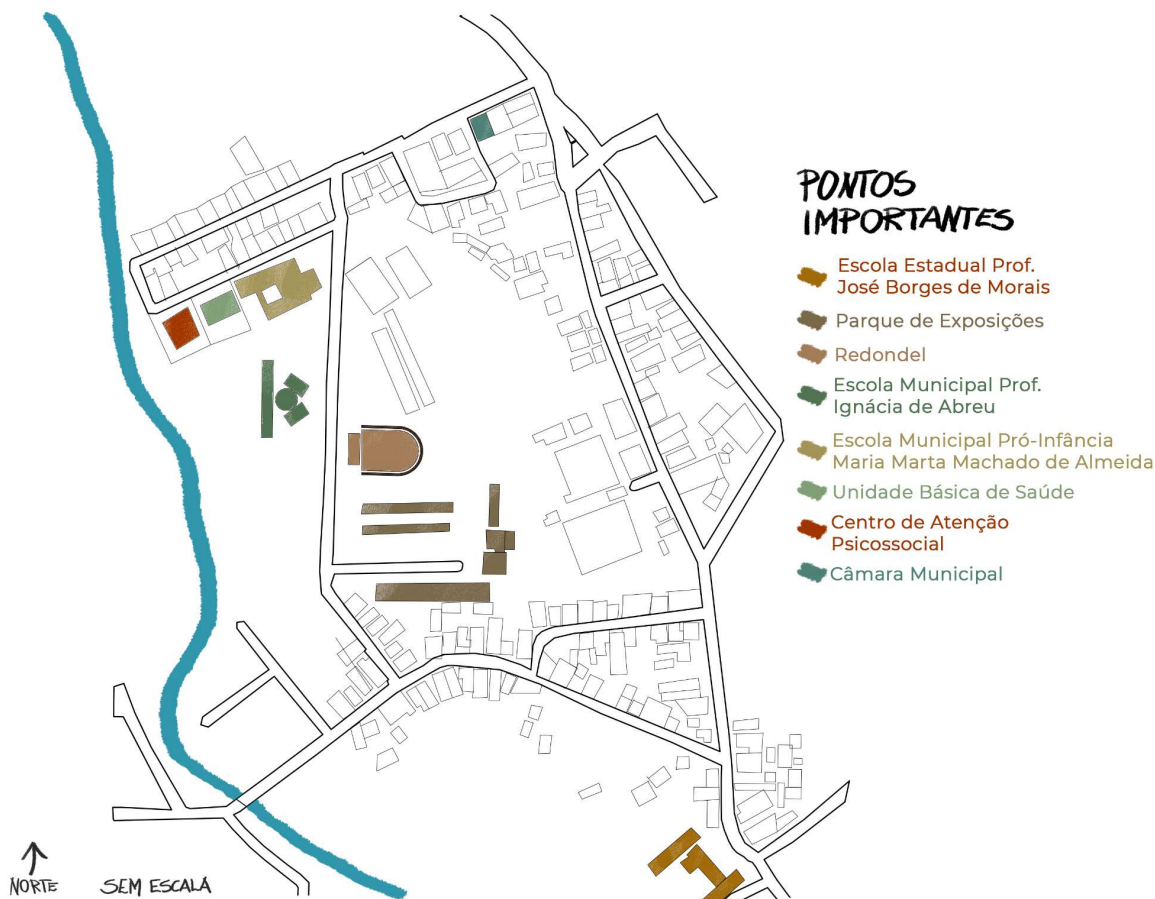 PONTOS
IMPORTANTES
Escola Estadual Prof.
José Borges de Morais
Parque de Exposições
Redondel
Escola Municipal Prof.
Ignácia de Abreu
Escola Municipal Pró-Infância
Maria Marta Machado de Almeida
Unidade Básica de Saúde
Centro de Atenção
Psicossocial
Câmara Municipal
NORTE
SEM ESCALA